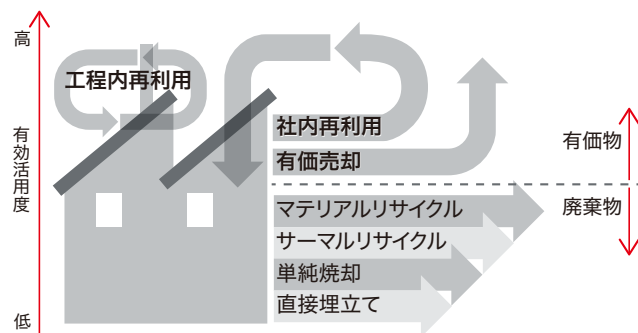 高
有効活用度
低
工程内再利用
社内再利用
有価売却
マテリアルリサイクル
サーマルリサイクル
単純焼却
直接埋立て
有価物
廃棄物